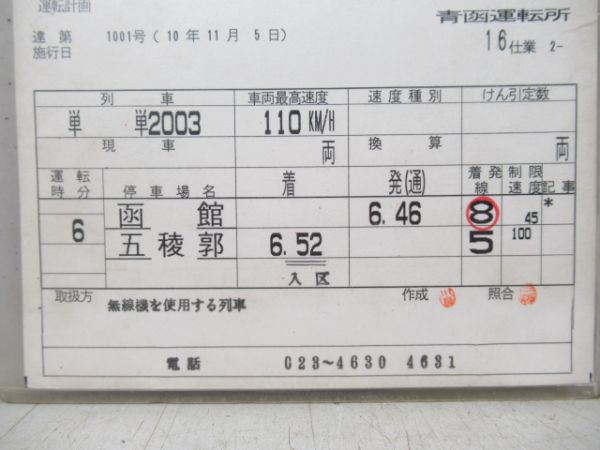 運転計画
青函運転所
達 第 1001号 ( 10 年 11 月 5 日 )
施行日
16 仕業 2-
列 車 車両最高速度 速度種別 けん引定数
単 単2003 110 KM/H
現 車 両 換 算 両
運転時分 停車場名 着 発(通) 着発線 制限速度 記事
函 館 6.46 8 45 *
6
五稜郭 6.52 5 100
入 区
取扱方 無線機を使用する列車 作成 照合
電話 023~4630 4631